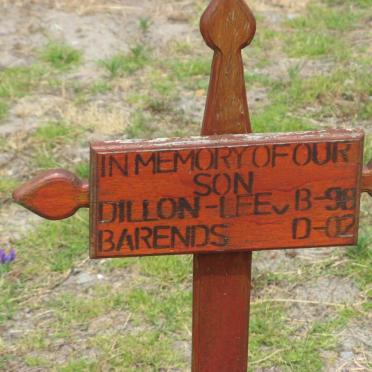 IN MEMORY OF OUR
SON
DILLON-LEE B-98
BARENDS D-02